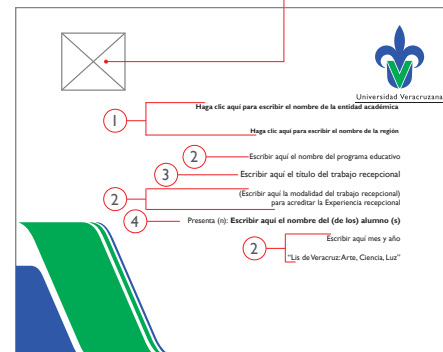 Universidad Veracruzana
Haga clic aquí para escribir el nombre de la entidad académica
1
Haga clic aquí para escribir el nombre de la región
2
Escribir aquí el nombre del programa educativo
3
Escribir aquí el título del trabajo recepcional
2
(Escribir aquí la modalidad del trabajo recepcional)
para acreditar la Experiencia recepcional
4
Presenta (n): Escribir aquí el nombre del (de los) alumno (s)
Escribir aquí mes y año
2
"Lis de Veracruz: Arte, Ciencia, Luz"